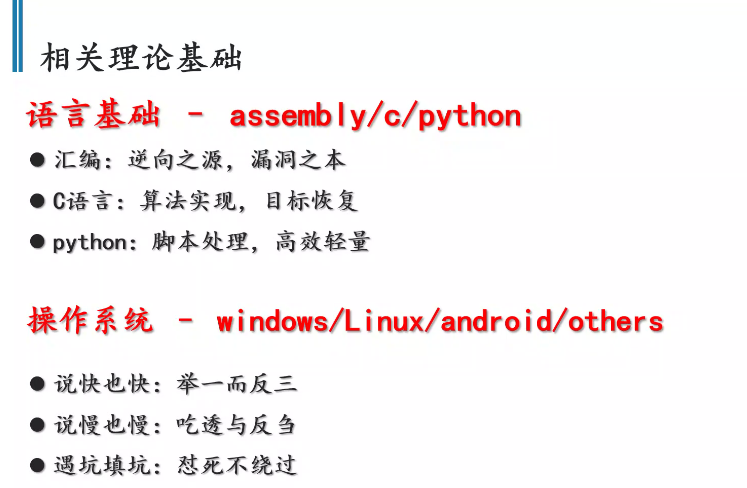 相关理论基础
语言基础 - assembly/c/python
● 汇编：逆向之源，漏洞之本
● C语言：算法实现，目标恢复
● python：脚本处理，高效轻量
操作系统 - windows/Linux/android/others
● 说快也快：举一而反三
● 说慢也慢：吃透与反刍
● 遇坑填坑：怼死不绕过